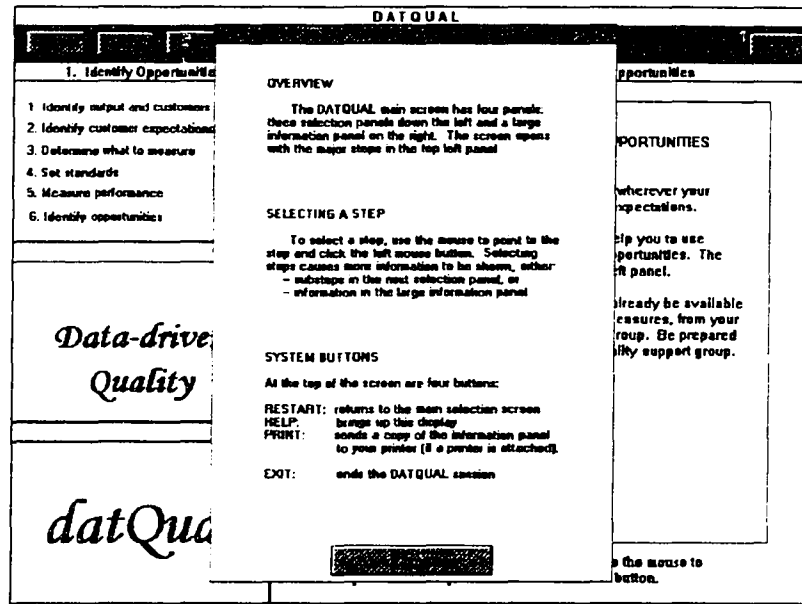 DATQUAL
1. Identify Opportunitie
pportunities
1 Identify output and customers
2. Identify customer expectations
3. Determine what to measure
4. Set standards
5. Measure performance
6. Identify opportunities
Data-drive
Quality
datQua
OVERVIEW
The DATQUAL main screen has four panels:
three selection panels down the left and a large
information panel on the right. The screen opens
with the major steps in the top left panel
SELECTING A STEP
To select a step, use the mouse to point to the
step and click the left mouse button. Selecting
steps causes more information to be shown, either
– substeps in the next selection panel, or
– information in the large information panel
SYSTEM BUTTONS
At the top of the screen are four buttons:
RESTART: returns to the main selection screen
HELP: brings up this display
PRINT: sends a copy of the information panel
to your printer (if a printer is attached).
EXIT: ends the DATQUAL session
PORTUNITIES
wherever your
xpectations.
elp you to use
pportunities. The
ft panel.
already be available
easures, from your
roup. Be prepared
ality support group.
e the mouse to
button.